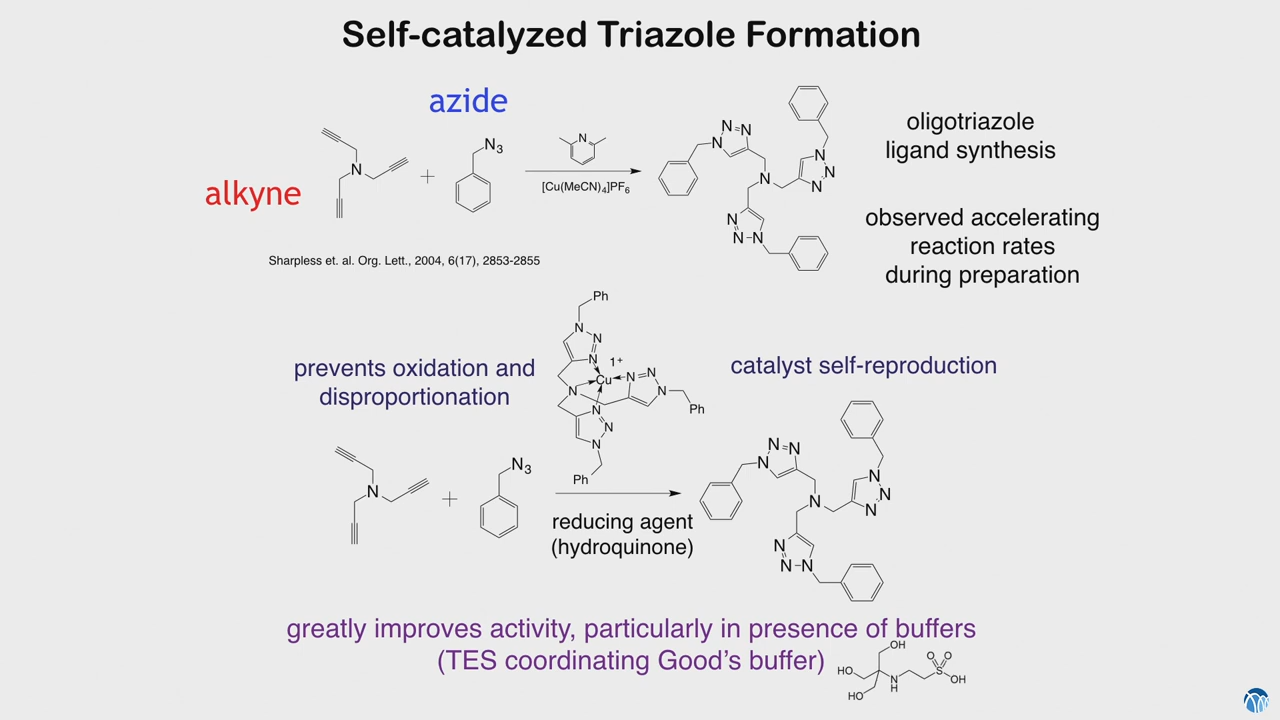 Self-catalyzed Triazole Formation
azide
alkyne
N
+
N3
N
[Cu(MeCN)4]PF6
N
N
N
N
N
N
N
N
N
N
oligotriazole
ligand synthesis
observed accelerating
reaction rates
during preparation
Sharpless et. al. Org. Lett., 2004, 6(17), 2853-2855
prevents oxidation and
disproportionation
Ph
N
N
N
1+
Cu
N
N
N
N
Ph
N
N
N
Ph
catalyst self-reproduction
N
+
N3
reducing agent
(hydroquinone)
N
N
N
N
N
N
N
N
N
N
greatly improves activity, particularly in presence of buffers
(TES coordinating Good's buffer)
OH
HO
HO
N
H
O
O
S
OH